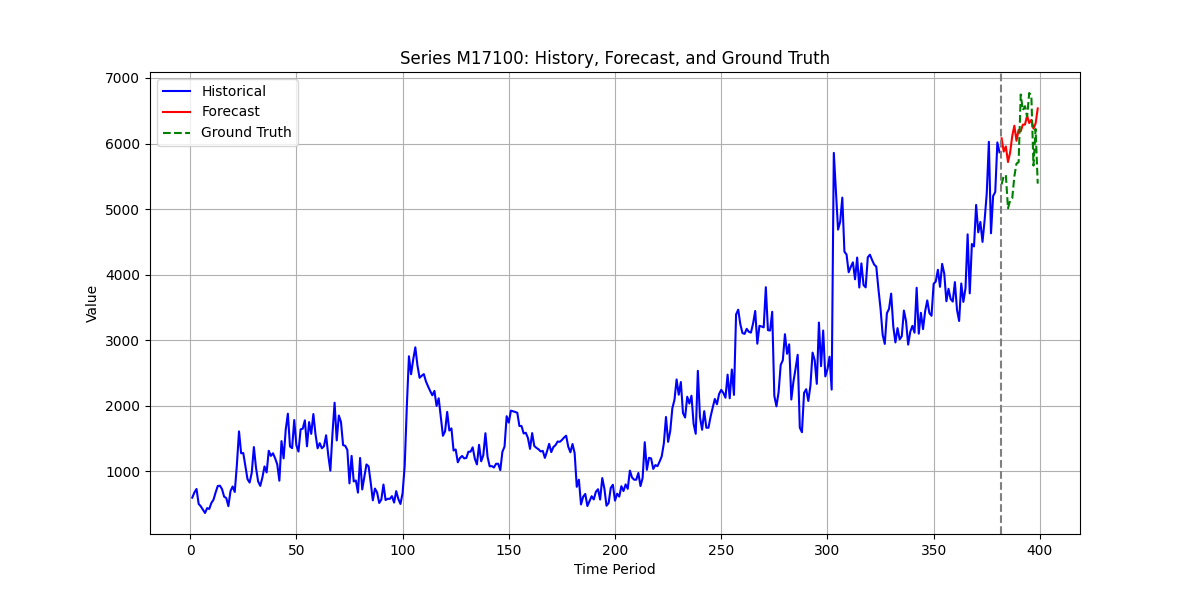 Series M17100: History, Forecast, and Ground Truth
Historical
Forecast
Ground Truth
7000
6000
5000
4000
3000
2000
1000
Value
0 50 100 150 200 250 300 350 400
Time Period